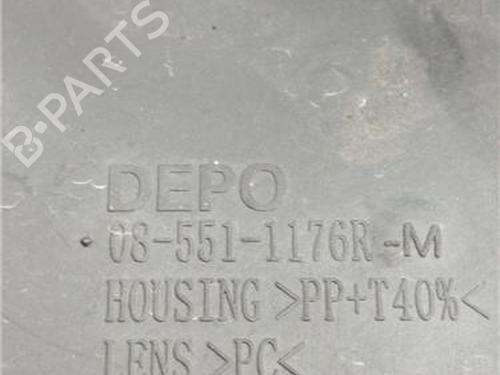 B-PARTS
DEPO
08-551-1176R-M
HOUSING >PP+T40%<
LENS >PC<